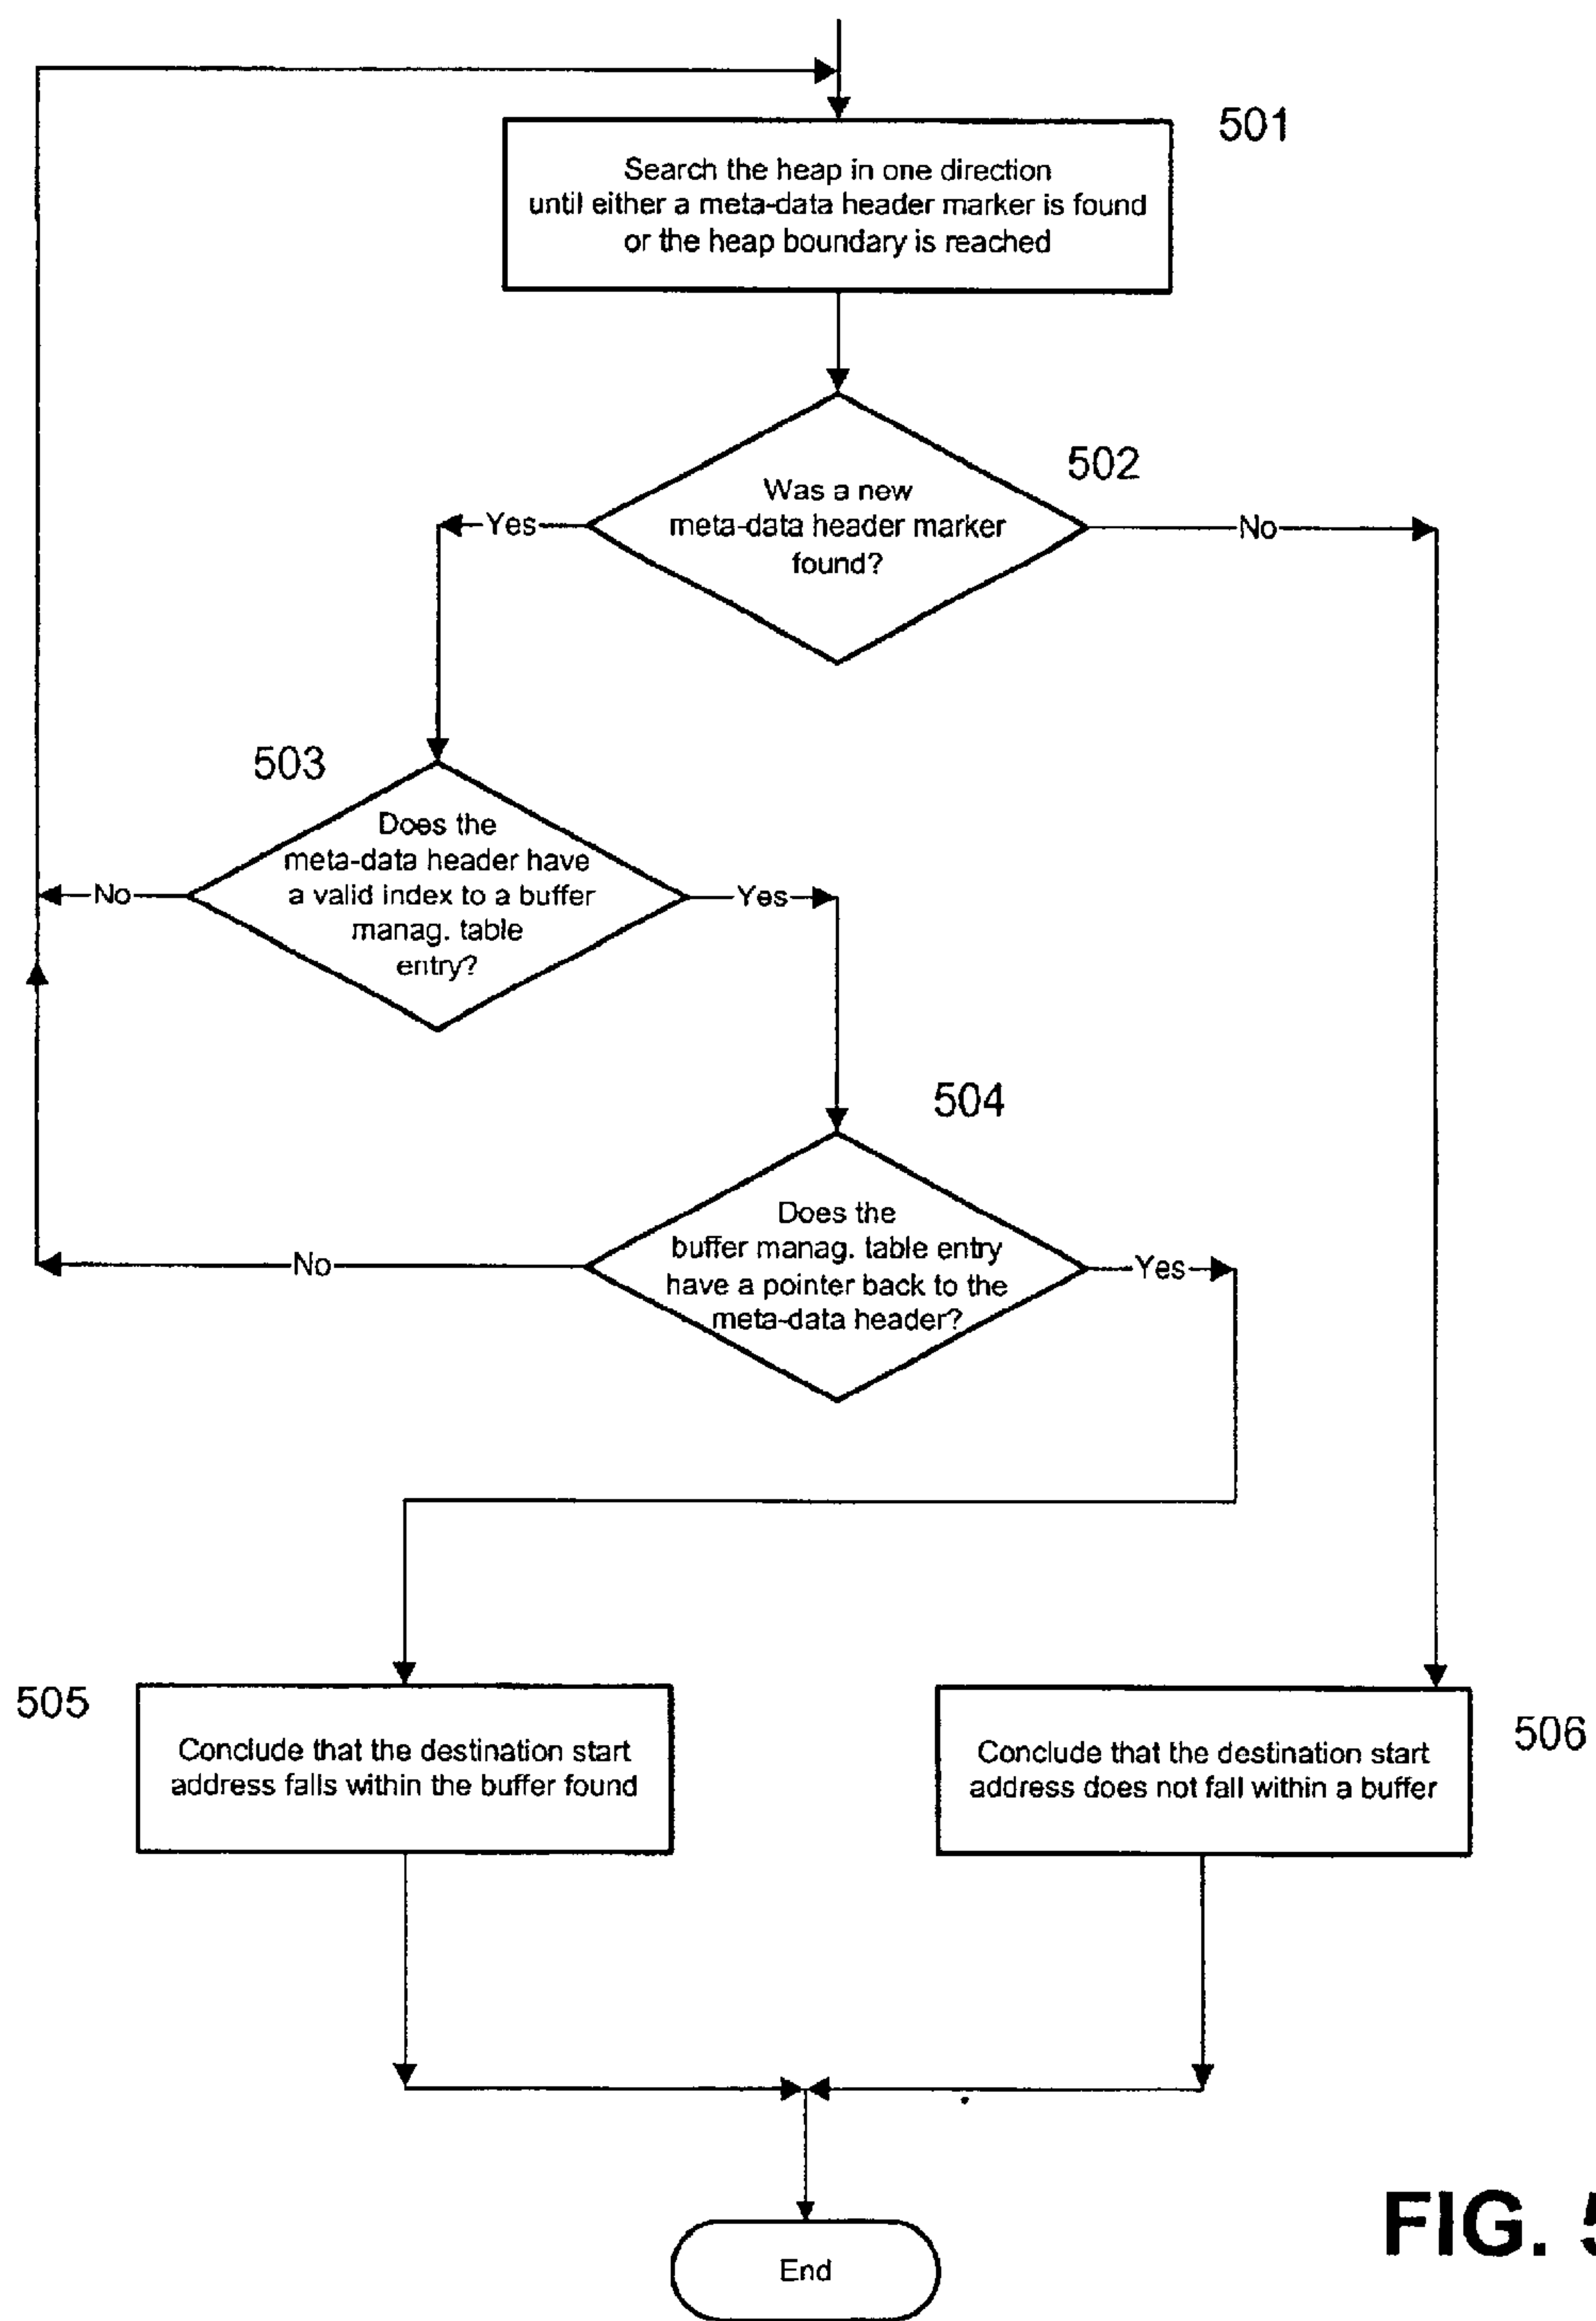 501
Search the heap in one direction
until either a meta-data header marker is found
or the heap boundary is reached
502
Was a new
meta-data header marker
found?
Yes
No
503
Does the
meta-data header have
a valid index to a buffer
manag. table
entry?
No
Yes
504
Does the
buffer manag. table entry
have a pointer back to the
meta-data header?
No
Yes
505
Conclude that the destination start
address falls within the buffer found
506
Conclude that the destination start
address does not fall within a buffer
End
FIG. 5